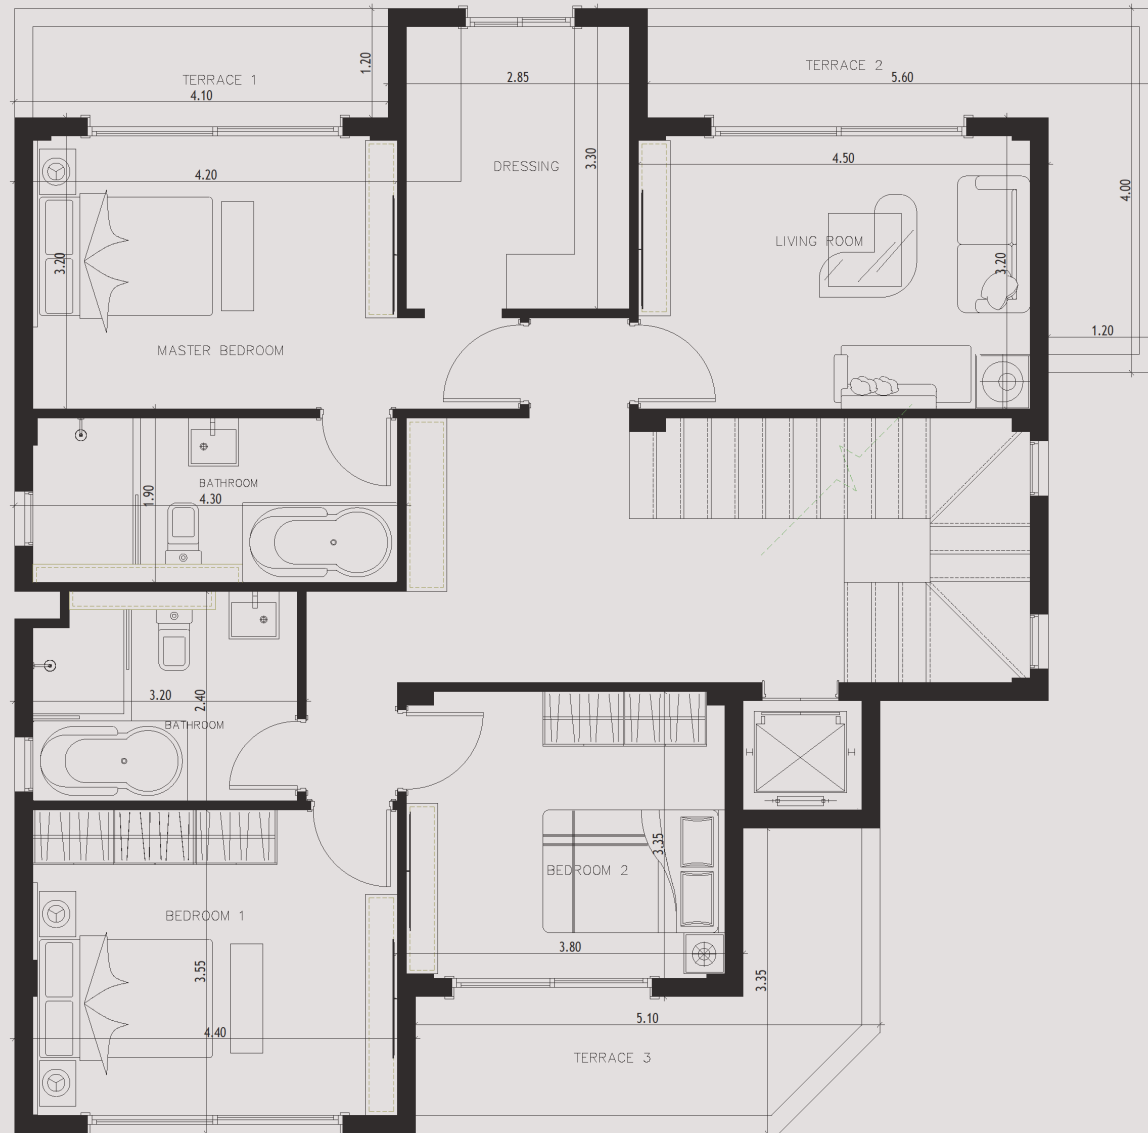 TERRACE 1
4.10
1.20
2.85
TERRACE 2
5.60
4.20
DRESSING
3.30
4.50
4.00
3.20
LIVING ROOM
3.20
1.20
MASTER BEDROOM
BATHROOM
4.30
1.90
3.20
2.40
BATHROOM
BEDROOM 2
3.35
3.80
BEDROOM 1
3.55
4.40
3.35
5.10
TERRACE 3